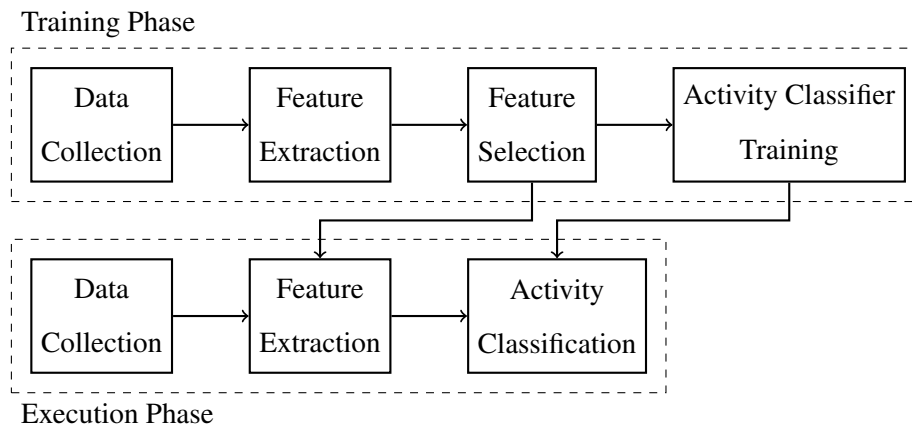 Training Phase
Data
Collection
Feature
Extraction
Feature
Selection
Activity Classifier
Training
Data
Collection
Feature
Extraction
Activity
Classification
Execution Phase